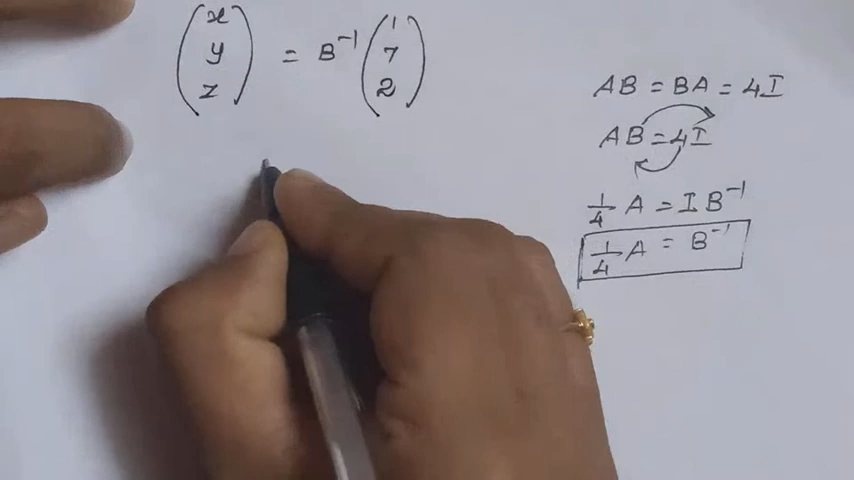 (x y z) = B⁻¹ (1 7 2)
AB = BA = 4I
AB = 4I
1/4 A = I B⁻¹
1/4 A = B⁻¹